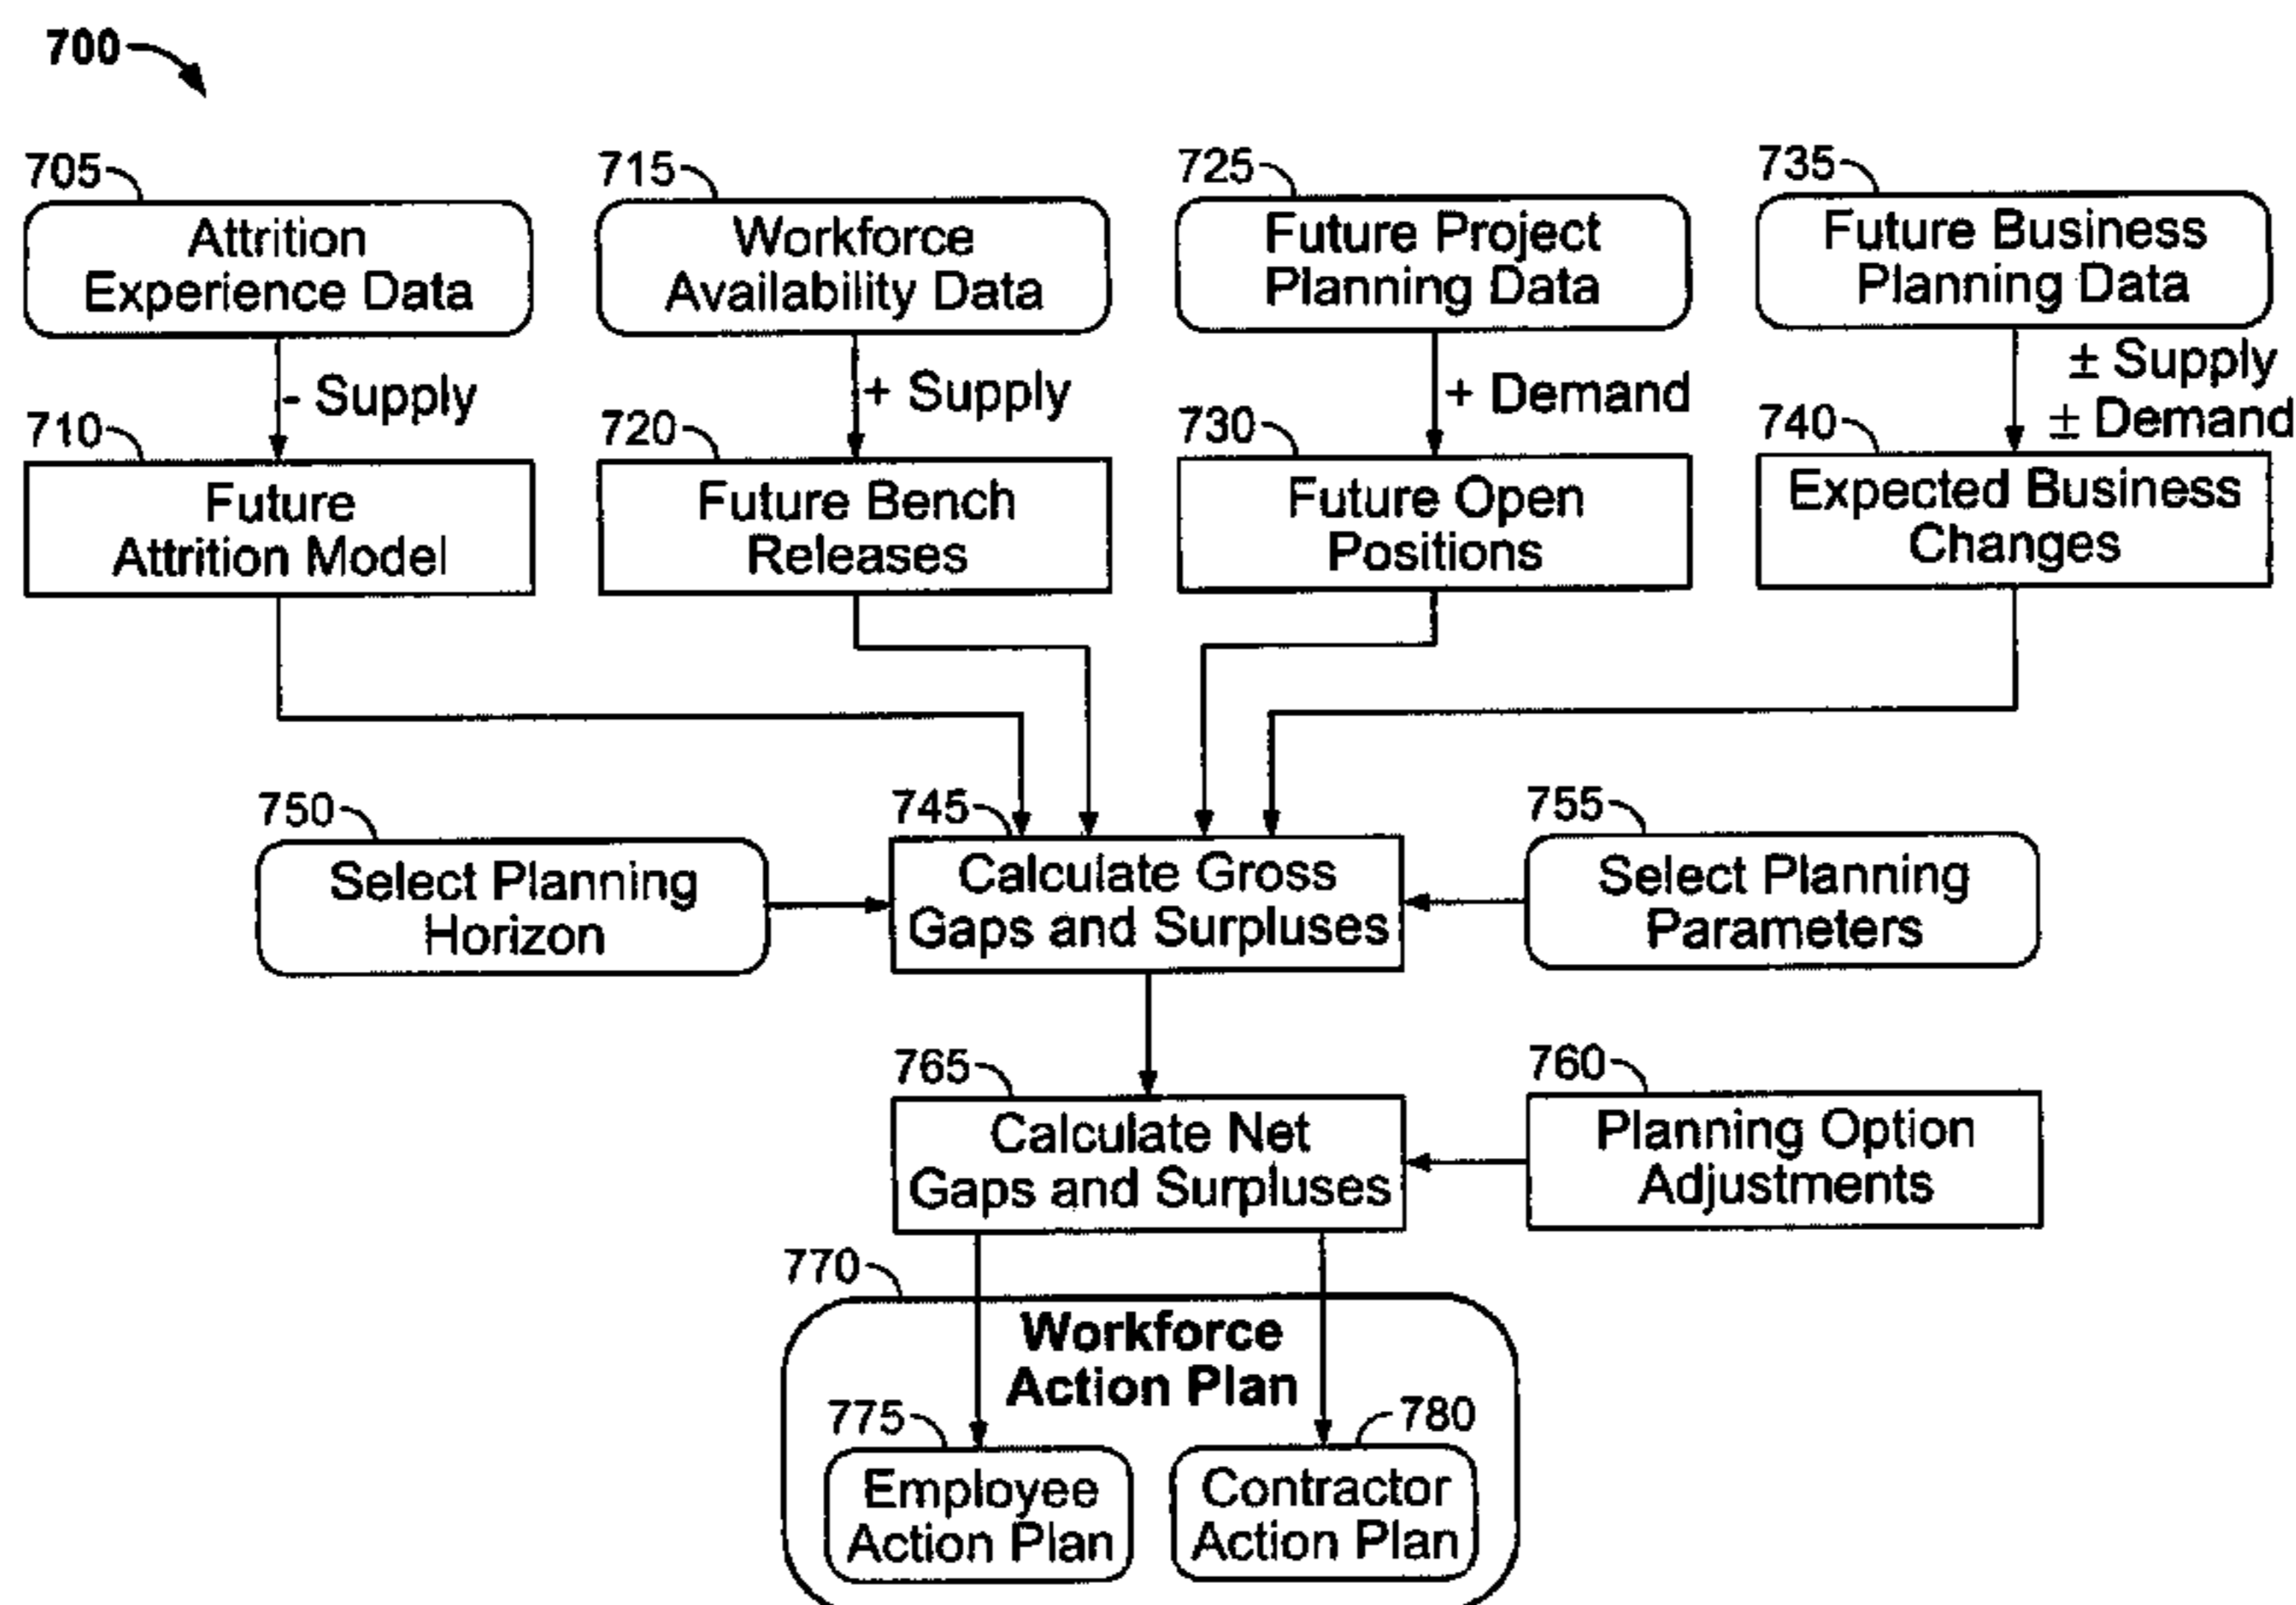 700
705
715
725
735
Attrition
Experience Data
Workforce
Availability Data
Future Project
Planning Data
Future Business
Planning Data
- Supply
+ Supply
+ Demand
± Supply
± Demand
710
720
730
740
Future
Attrition Model
Future Bench
Releases
Future Open
Positions
Expected Business
Changes
750
745
755
Select Planning
Horizon
Calculate Gross
Gaps and Surpluses
Select Planning
Parameters
765
760
Calculate Net
Gaps and Surpluses
Planning Option
Adjustments
770
Workforce
Action Plan
775
780
Employee
Action Plan
Contractor
Action Plan